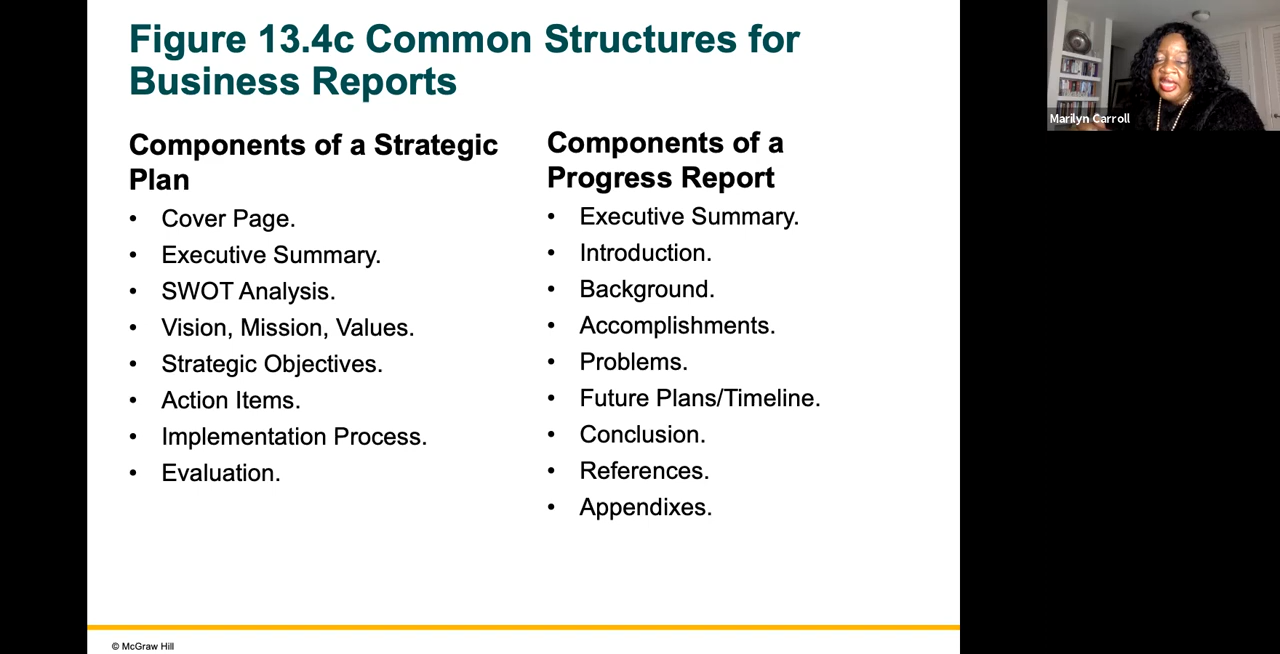 Figure 13.4c Common Structures for
Business Reports
Components of a Strategic
Plan
• Cover Page.
• Executive Summary.
• SWOT Analysis.
• Vision, Mission, Values.
• Strategic Objectives.
• Action Items.
• Implementation Process.
• Evaluation.
Components of a
Progress Report
• Executive Summary.
• Introduction.
• Background.
• Accomplishments.
• Problems.
• Future Plans/Timeline.
• Conclusion.
• References.
• Appendixes.
© McGraw Hill
Marilyn Carroll